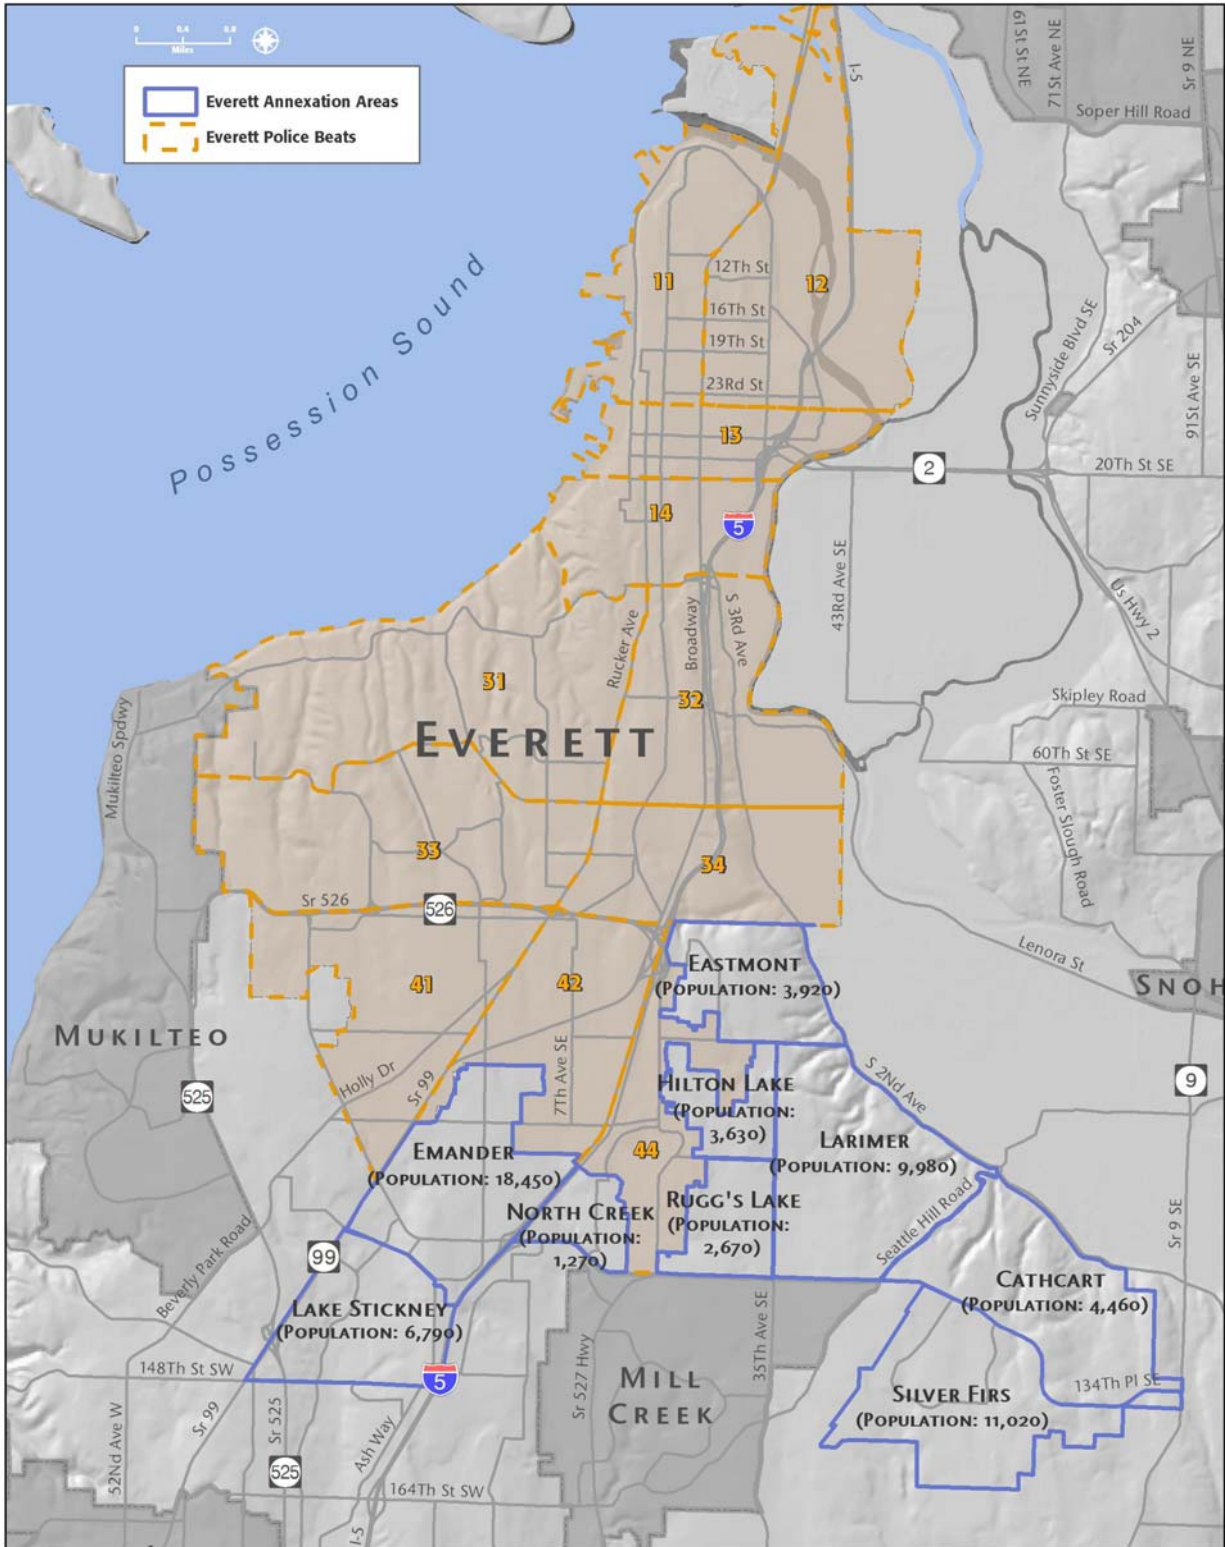 0 0.4 0.8
Miles
Everett Annexation Areas
Everett Police Beats
Possession Sound
I-5
61St St NE
71St Ave NE
Sr 9 NE
Soper Hill Road
11
12Th St
12
16Th St
19Th St
23Rd St
Sunnyside Blvd SE
Sr 204
91St Ave SE
13
2
20Th St SE
14
5
43Rd Ave SE
Us Hwy 2
Rucker Ave
Broadway
S 3Rd Ave
31
32
Skipley Road
EVERETT
60Th St SE
Mukilteo Spdwy
Foster Slough Road
33
34
Sr 526
526
Lenora St
EASTMONT
(POPULATION: 3,920)
41
42
SNOH
MUKILTEO
525
Holly Dr
Sr 99
7Th Ave SE
S 2Nd Ave
9
HILTON LAKE
(POPULATION:
3,630)
EMANDER
(POPULATION: 18,450)
44
LARIMER
(POPULATION: 9,980)
NORTH CREEK
(POPULATION:
1,270)
RUGG'S LAKE
(POPULATION:
2,670)
Seattle Hill Road
Sr 9 SE
99
Beverly Park Road
LAKE STICKNEY
(POPULATION: 6,790)
CATHCART
(POPULATION: 4,460)
148Th St SW
5
35Th Ave SE
Sr 527 Hwy
MILL
CREEK
134Th Pl SE
SILVER FIRS
(POPULATION: 11,020)
52Nd Ave W
Sr 99
Sr 525
Ash Way
525
164Th St SW
I-5